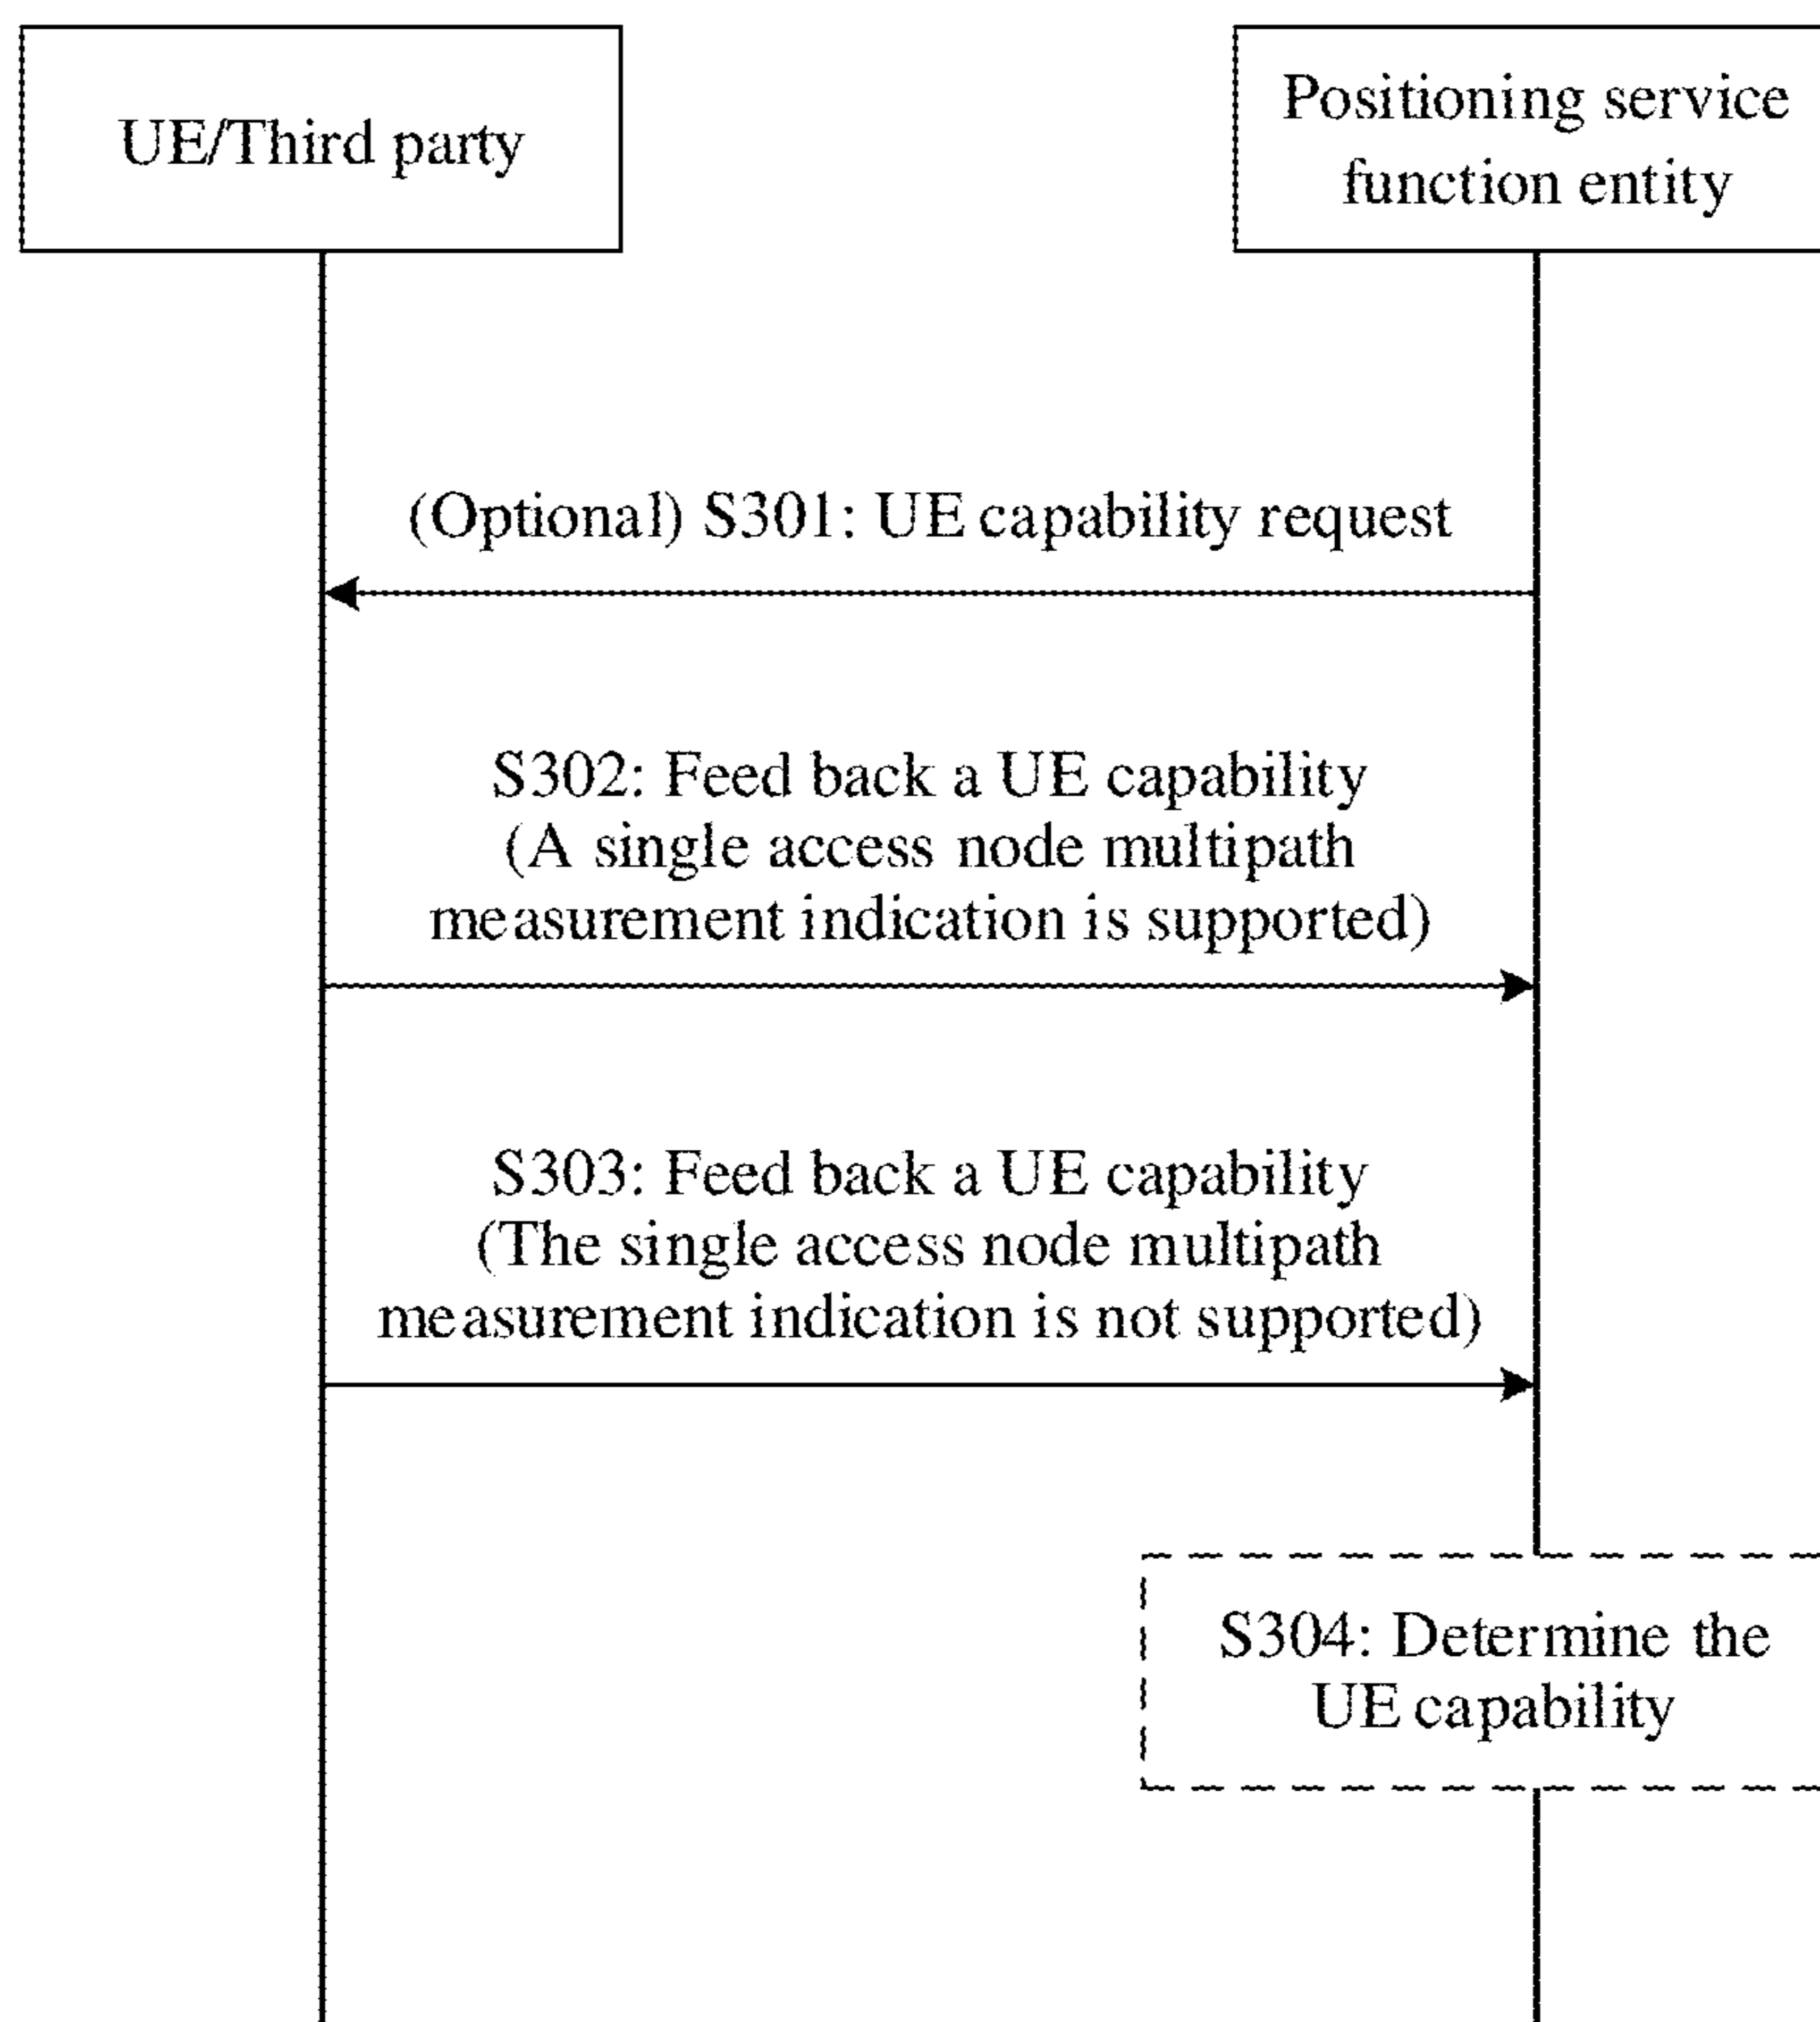 UE/Third party
Positioning service
function entity
(Optional) S301: UE capability request
S302: Feed back a UE capability
(A single access node multipath
measurement indication is supported)
S303: Feed back a UE capability
(The single access node multipath
measurement indication is not supported)
S304: Determine the
UE capability